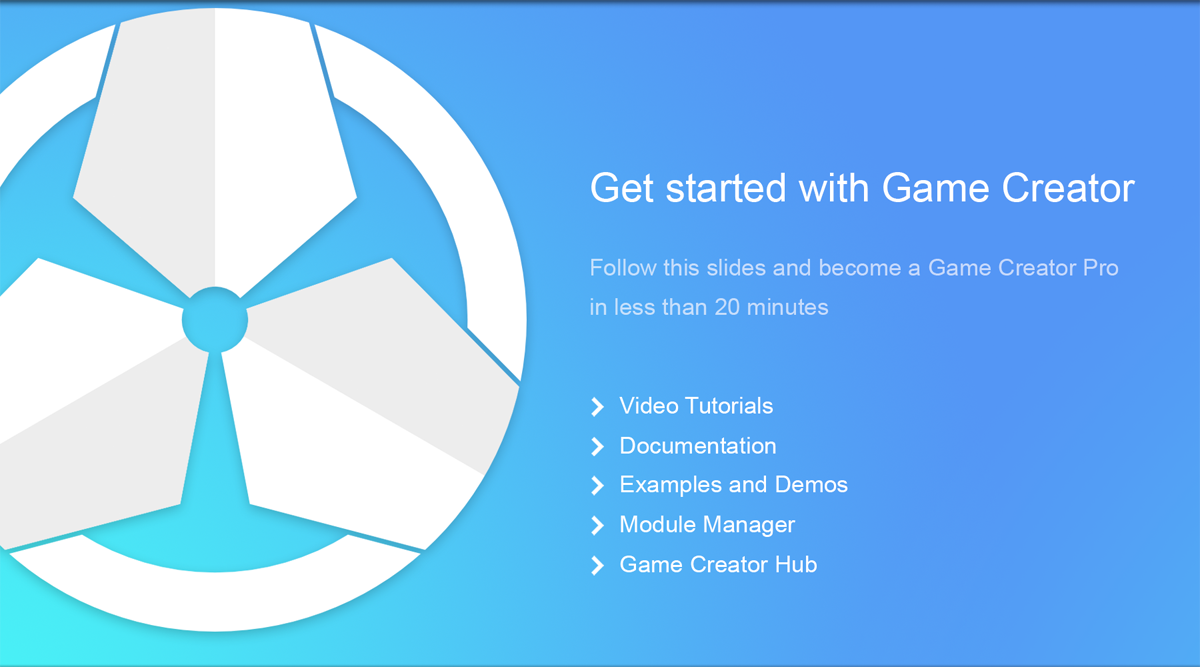 Get started with Game Creator
Follow this slides and become a Game Creator Pro
in less than 20 minutes
Video Tutorials
Documentation
Examples and Demos
Module Manager
Game Creator Hub